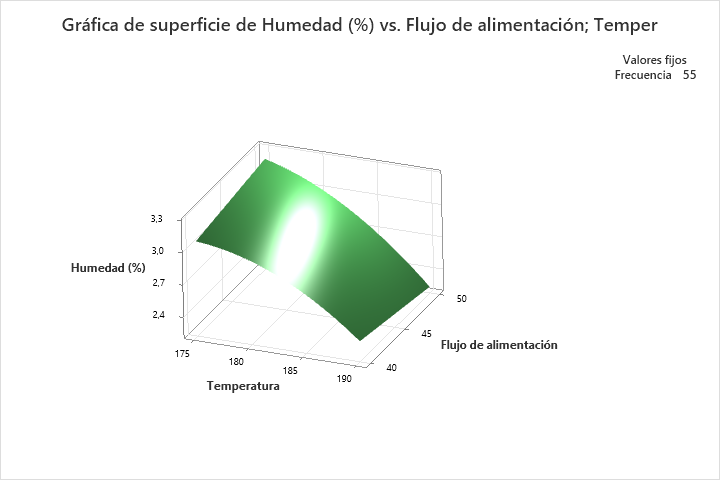 Gráfica de superficie de Humedad (%) vs. Flujo de alimentación; Temper
Valores fijos
Frecuencia 55
3,3
3,0
Humedad (%)
2,7
2,4
175
180
185
190
Temperatura
40
45
50
Flujo de alimentación